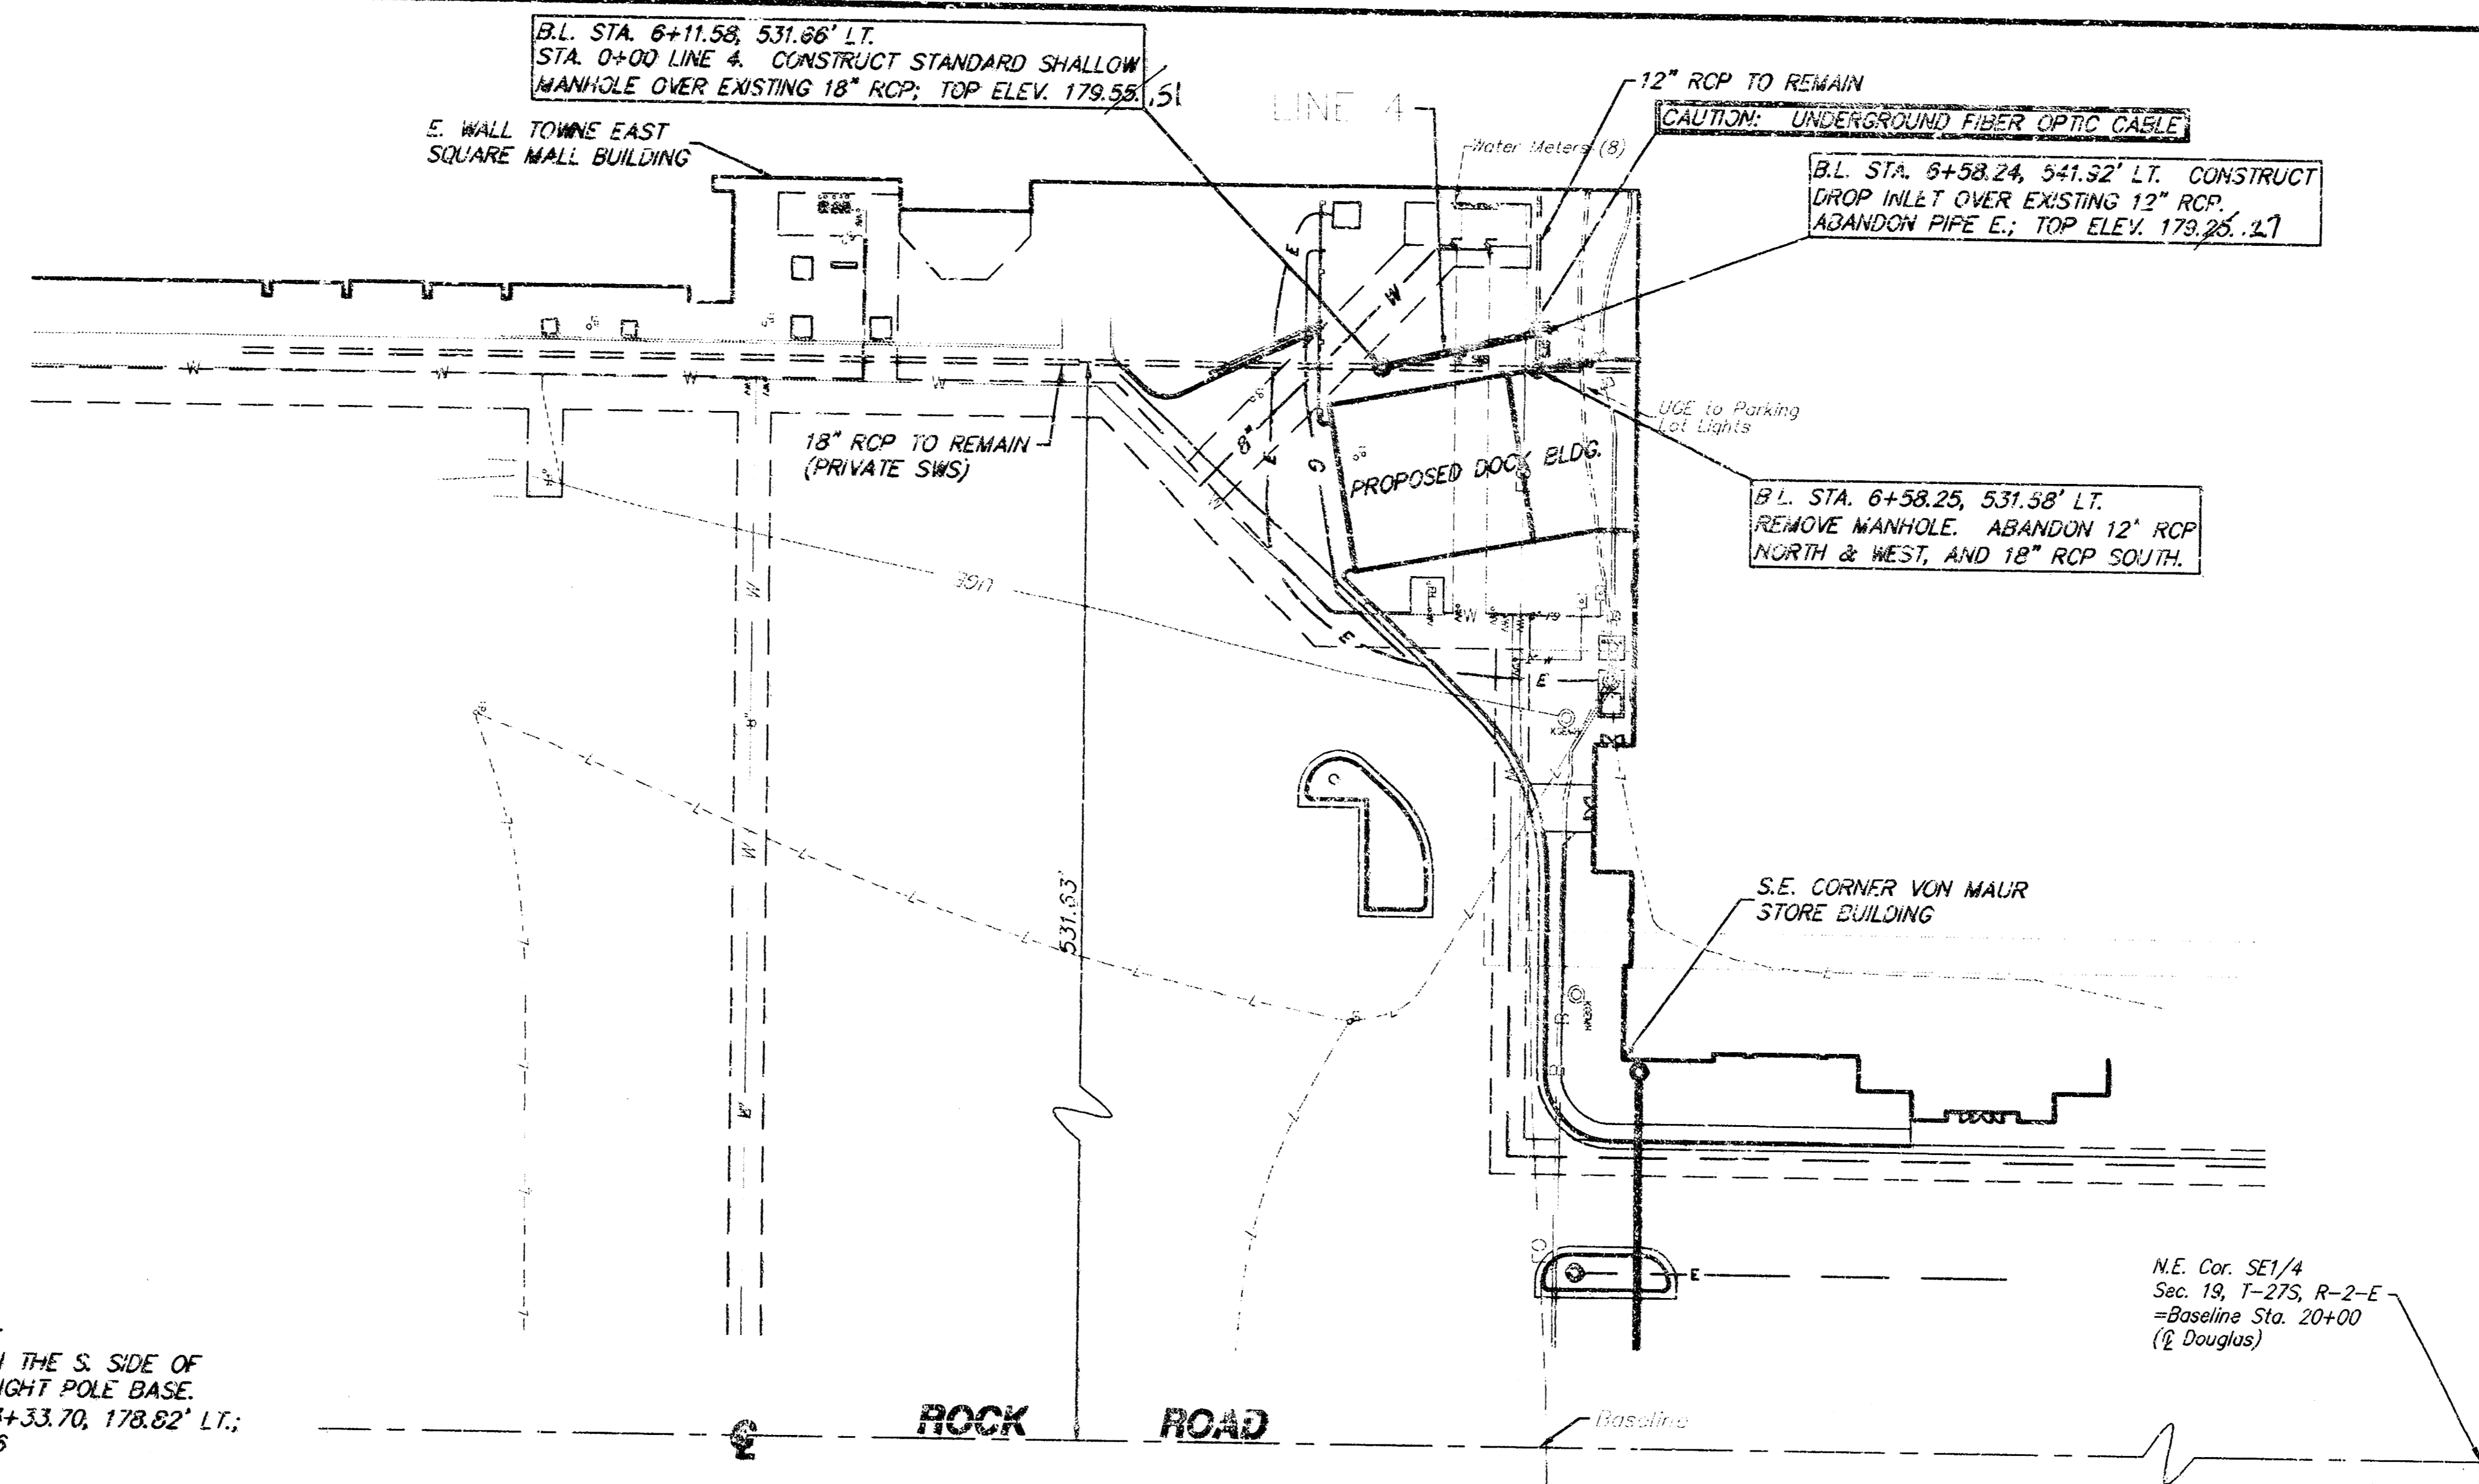 B.L. STA. 6+11.58, 531.66' LT.
STA. 0+00 LINE 4. CONSTRUCT STANDARD SHALLOW
MANHOLE OVER EXISTING 18" RCP; TOP ELEV. 179.55. .51
E. WALL TOWNE EAST
SQUARE MALL BUILDING
LINE 4
12" RCP TO REMAIN
CAUTION: UNDERGROUND FIBER OPTIC CABLE
Water Meters (8)
B.L. STA. 6+58.24, 541.92' LT. CONSTRUCT
DROP INLET OVER EXISTING 12" RCP.
ABANDON PIPE E.; TOP ELEV. 179.25. .27
18" RCP TO REMAIN
(PRIVATE SWS)
8"
PROPOSED DOCK BLDG.
UGE to Parking
Lot Lights
B.L. STA. 6+58.25, 531.58' LT.
REMOVE MANHOLE. ABANDON 12" RCP
NORTH & WEST, AND 18" RCP SOUTH.
UGE
W
E
G
8"
531.63'
S.E. CORNER VON MAUR
STORE BUILDING
N.E. Cor. SE1/4
Sec. 19, T-27S, R-2-E
=Baseline Sta. 20+00
(℄ Douglas)
THE S. SIDE OF
IGHT POLE BASE.
+33.70, 178.82' LT.;
℄ ROCK ROAD
Baseline